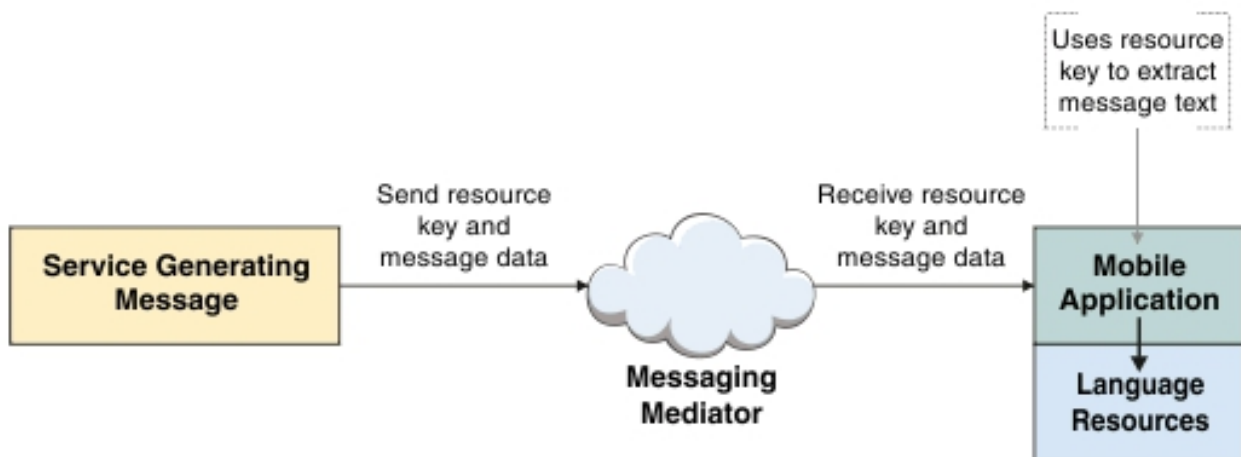 Uses resource
key to extract
message text
Send resource
key and
message data
Receive resource
key and
message data
Service Generating
Message
Messaging
Mediator
Mobile
Application
Language
Resources